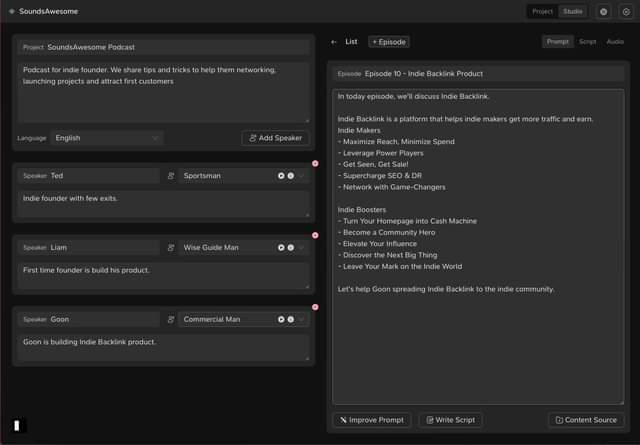 SoundsAwesome
Project Studio
Project SoundsAwesome Podcast
Podcast for indie founder. We share tips and tricks to help them networking,
launching projects and attract first customers
Language English
Add Speaker
Speaker Ted Sportsman
Indie founder with few exits.
Speaker Liam Wise Guide Man
First time founder is build his product.
Speaker Goon Commercial Man
Goon is building Indie Backlink product.
← List + Episode
Prompt Script Audio
Episode Episode 10 - Indie Backlink Product
In today episode, we'll discuss Indie Backlink.
Indie Backlink is a platform that helps indie makers get more traffic and earn.
Indie Makers
- Maximize Reach, Minimize Spend
- Leverage Power Players
- Get Seen, Get Sale!
- Supercharge SEO & DR
- Network with Game-Changers
Indie Boosters
- Turn Your Homepage into Cash Machine
- Become a Community Hero
- Elevate Your Influence
- Discover the Next Big Thing
- Leave Your Mark on the Indie World
Let's help Goon spreading Indie Backlink to the indie community.
Improve Prompt Write Script Content Source